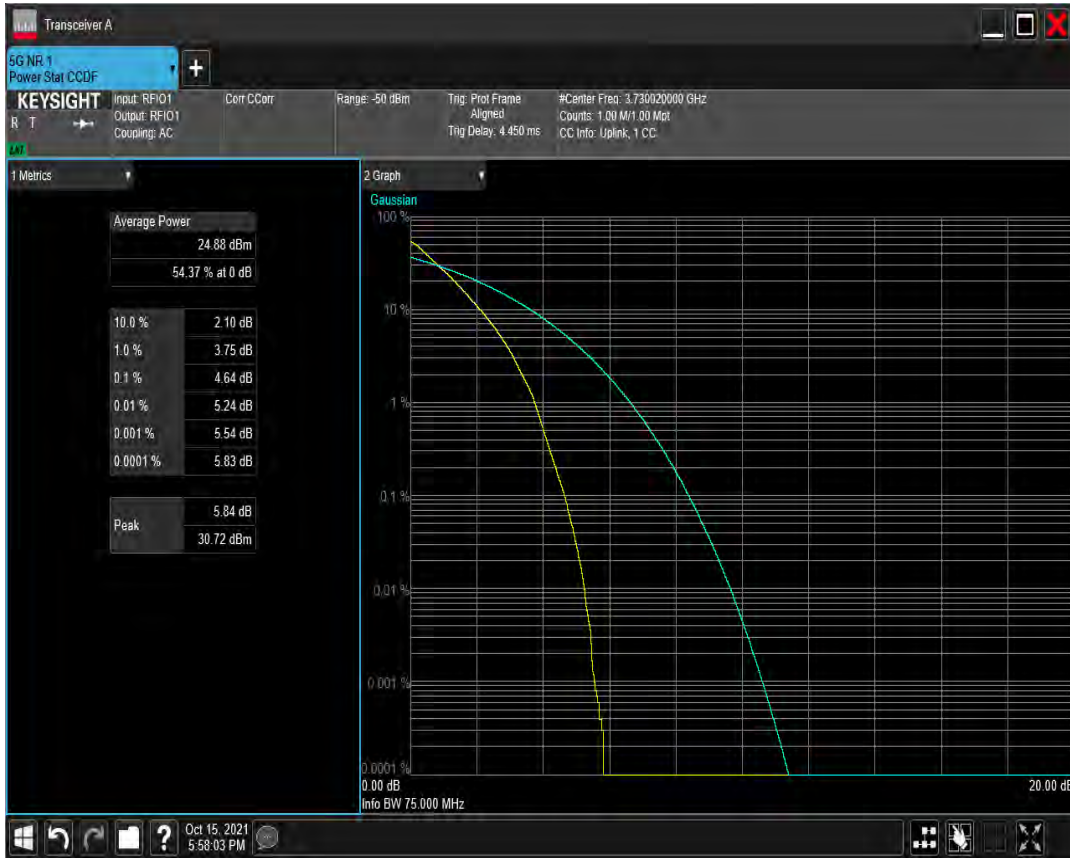 Transceiver A
5G NR 1
Power Stat CCDF
+
KEYSIGHT
R T
LXT
Input: RFIO1
Output: RFIO1
Coupling: AC
Corr CCorr
Range: -50 dBm
Trig: Prot Frame
Aligned
Trig Delay: 4.450 ms
#Center Freq: 3.730020000 GHz
Counts: 1.00 M/1.00 Mpt
CC Info: Uplink, 1 CC
1 Metrics
Average Power
24.88 dBm
54.37 % at 0 dB
10.0 % 2.10 dB
1.0 % 3.75 dB
0.1 % 4.64 dB
0.01 % 5.24 dB
0.001 % 5.54 dB
0.0001 % 5.83 dB
Peak
5.84 dB
30.72 dBm
2 Graph
Gaussian
100 %
10 %
1 %
0.1 %
0.01 %
0.001 %
0.0001 %
0.00 dB
20.00 dB
Info BW 75.000 MHz
?
Oct 15, 2021
5:58:03 PM